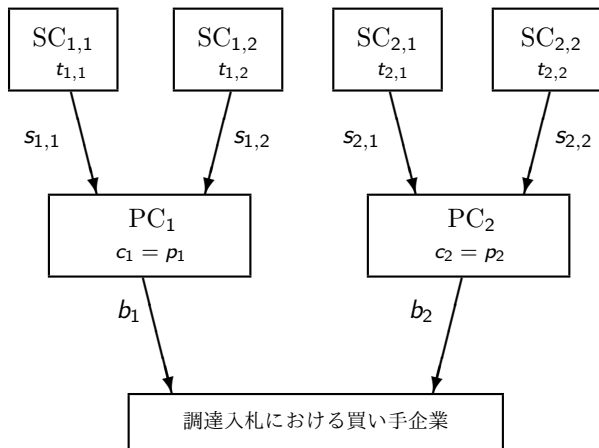 SC₁,₁ SC₁,₂ SC₂,₁ SC₂,₂
t₁,₁ t₁,₂ t₂,₁ t₂,₂
s₁,₁ s₁,₂ s₂,₁ s₂,₂
PC₁ PC₂
c₁ = p₁ c₂ = p₂
b₁ b₂
調達入札における買い手企業